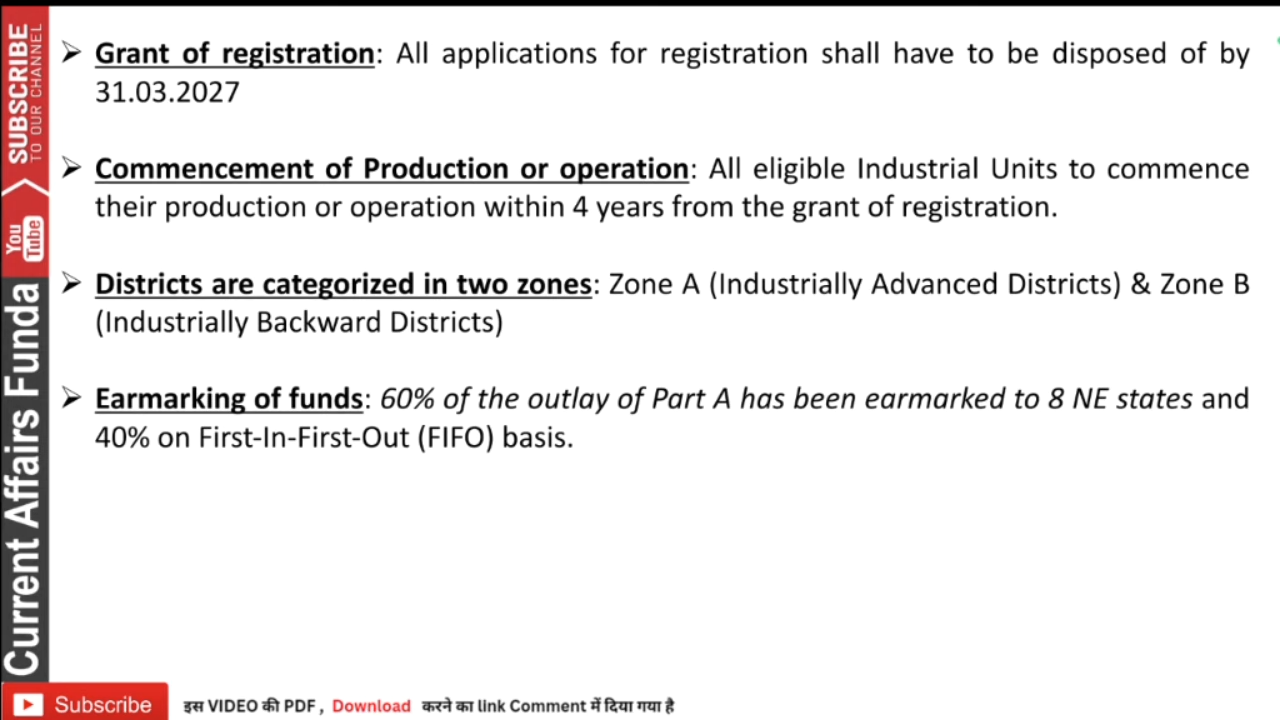 ➢ Grant of registration: All applications for registration shall have to be disposed of by
31.03.2027
➢ Commencement of Production or operation: All eligible Industrial Units to commence
their production or operation within 4 years from the grant of registration.
➢ Districts are categorized in two zones: Zone A (Industrially Advanced Districts) & Zone B
(Industrially Backward Districts)
➢ Earmarking of funds: 60% of the outlay of Part A has been earmarked to 8 NE states and
40% on First-In-First-Out (FIFO) basis.
SUBSCRIBE
TO OUR CHANNEL
You
Tube
Current Affairs Funda
Subscribe
इस VIDEO की PDF , Download करने का link Comment में दिया गया है